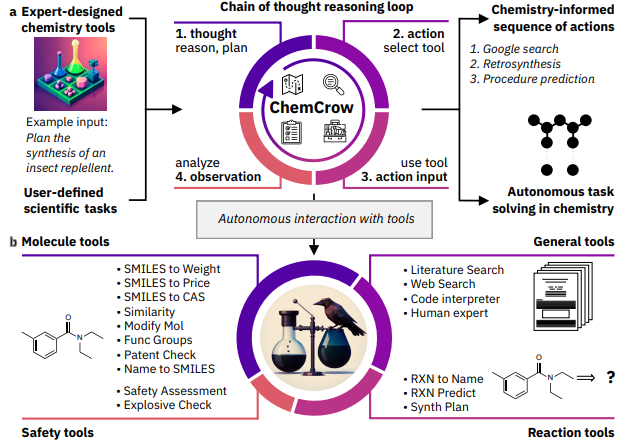 a Expert-designed
chemistry tools
Example input:
Plan the
synthesis of an
insect replellent.
User-defined
scientific tasks
Chain of thought reasoning loop
1. thought
reason, plan
2. action
select tool
ChemCrow
analyze
4. observation
use tool
3. action input
Autonomous interaction with tools
Chemistry-informed
sequence of actions
1. Google search
2. Retrosynthesis
3. Procedure prediction
Autonomous task
solving in chemistry
b Molecule tools
• SMILES to Weight
• SMILES to Price
• SMILES to CAS
• Similarity
• Modify Mol
• Func Groups
• Patent Check
• Name to SMILES
O
N
• Safety Assessment
• Explosive Check
Safety tools
General tools
• Literature Search
• Web Search
• Code interpreter
• Human expert
• RXN to Name
• RXN Predict
• Synth Plan
O
N
?
Reaction tools